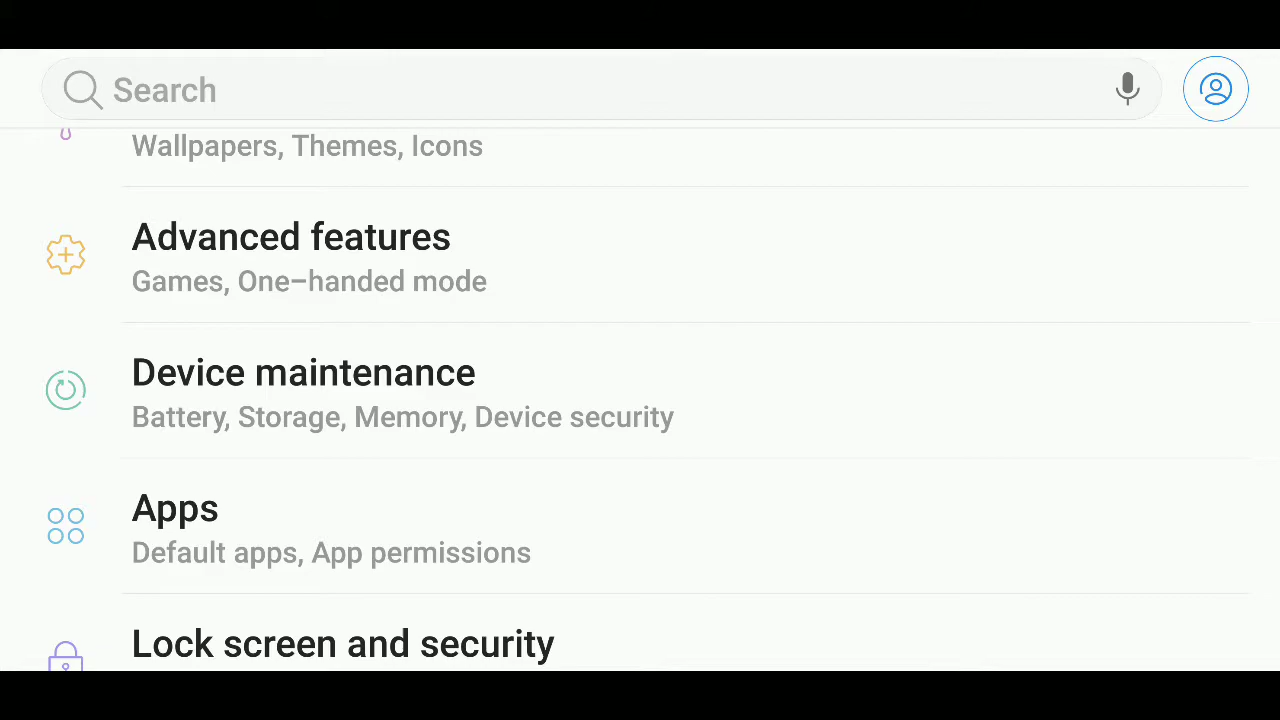 Search
Wallpapers, Themes, Icons
Advanced features
Games, One-handed mode
Device maintenance
Battery, Storage, Memory, Device security
Apps
Default apps, App permissions
Lock screen and security